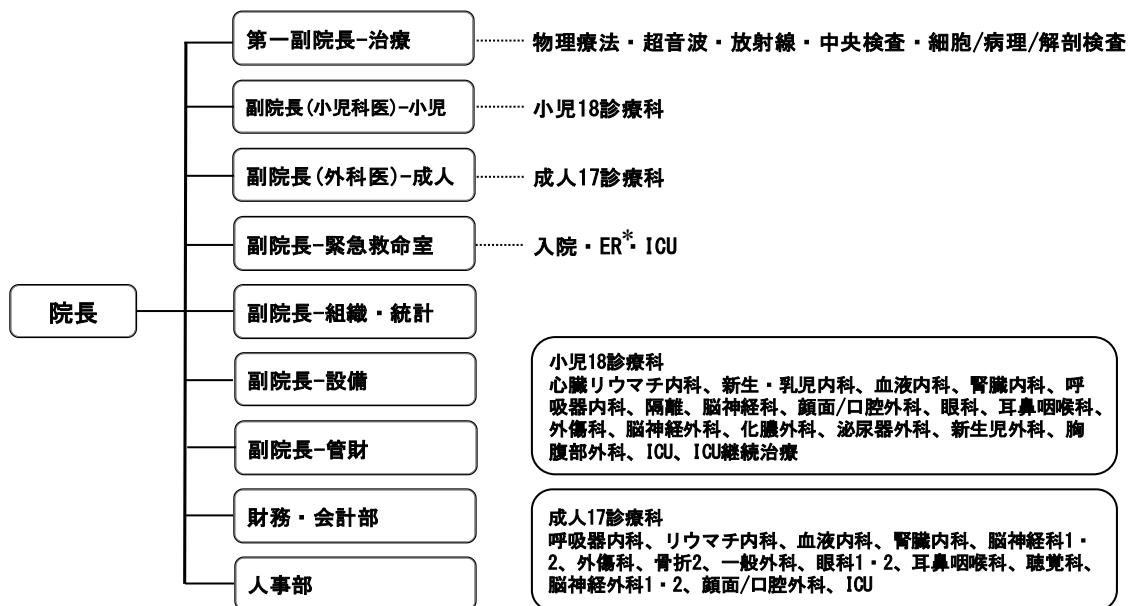 第一副院長-治療
物理療法・超音波・放射線・中央検査・細胞/病理/解剖検査
副院長(小児科医)-小児
小児18診療科
副院長(外科医)-成人
成人17診療科
副院長-緊急救命室
入院・ER*・ICU
院長
副院長-組織・統計
副院長-設備
副院長-管財
財務・会計部
人事部
小児18診療科
心臓リウマチ内科、新生・乳児内科、血液内科、腎臓内科、呼
吸器内科、隔離、脳神経科、顔面/口腔外科、眼科、耳鼻咽喉科、
外傷科、脳神経外科、化膿外科、泌尿器外科、新生児外科、胸
腹部外科、ICU、ICU継続治療
成人17診療科
呼吸器内科、リウマチ内科、血液内科、腎臓内科、脳神経科1・
2、外傷科、骨折2、一般外科、眼科1・2、耳鼻咽喉科、聴覚科、
脳神経外科1・2、顔面/口腔外科、ICU